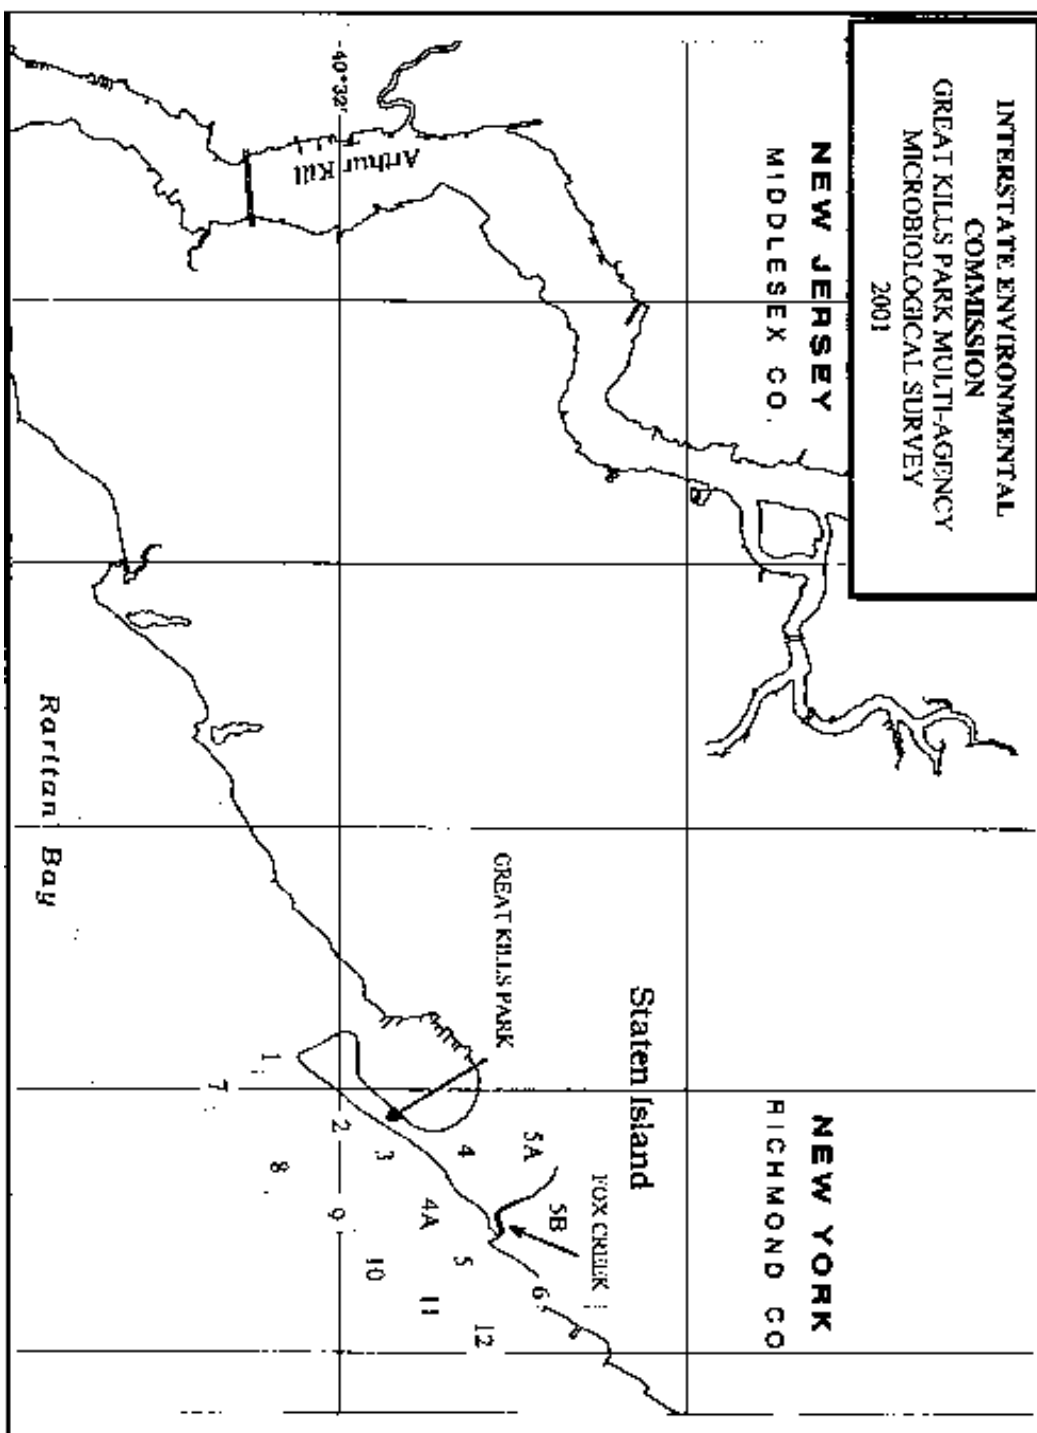 INTERSTATE ENVIRONMENTAL
COMMISSION
GREAT KILLS PARK MULTI-AGENCY
MICROBIOLOGICAL SURVEY
2001
NEW JERSEY
MIDDLESEX CO.
NEW YORK
RICHMOND CO
Staten Island
40°32'
Arthur Kill
GREAT KILLS PARK
FOX CREEK
5A
5B
4
6
3
4A
5
2
12
1
11
10
9
8
7
Raritan Bay